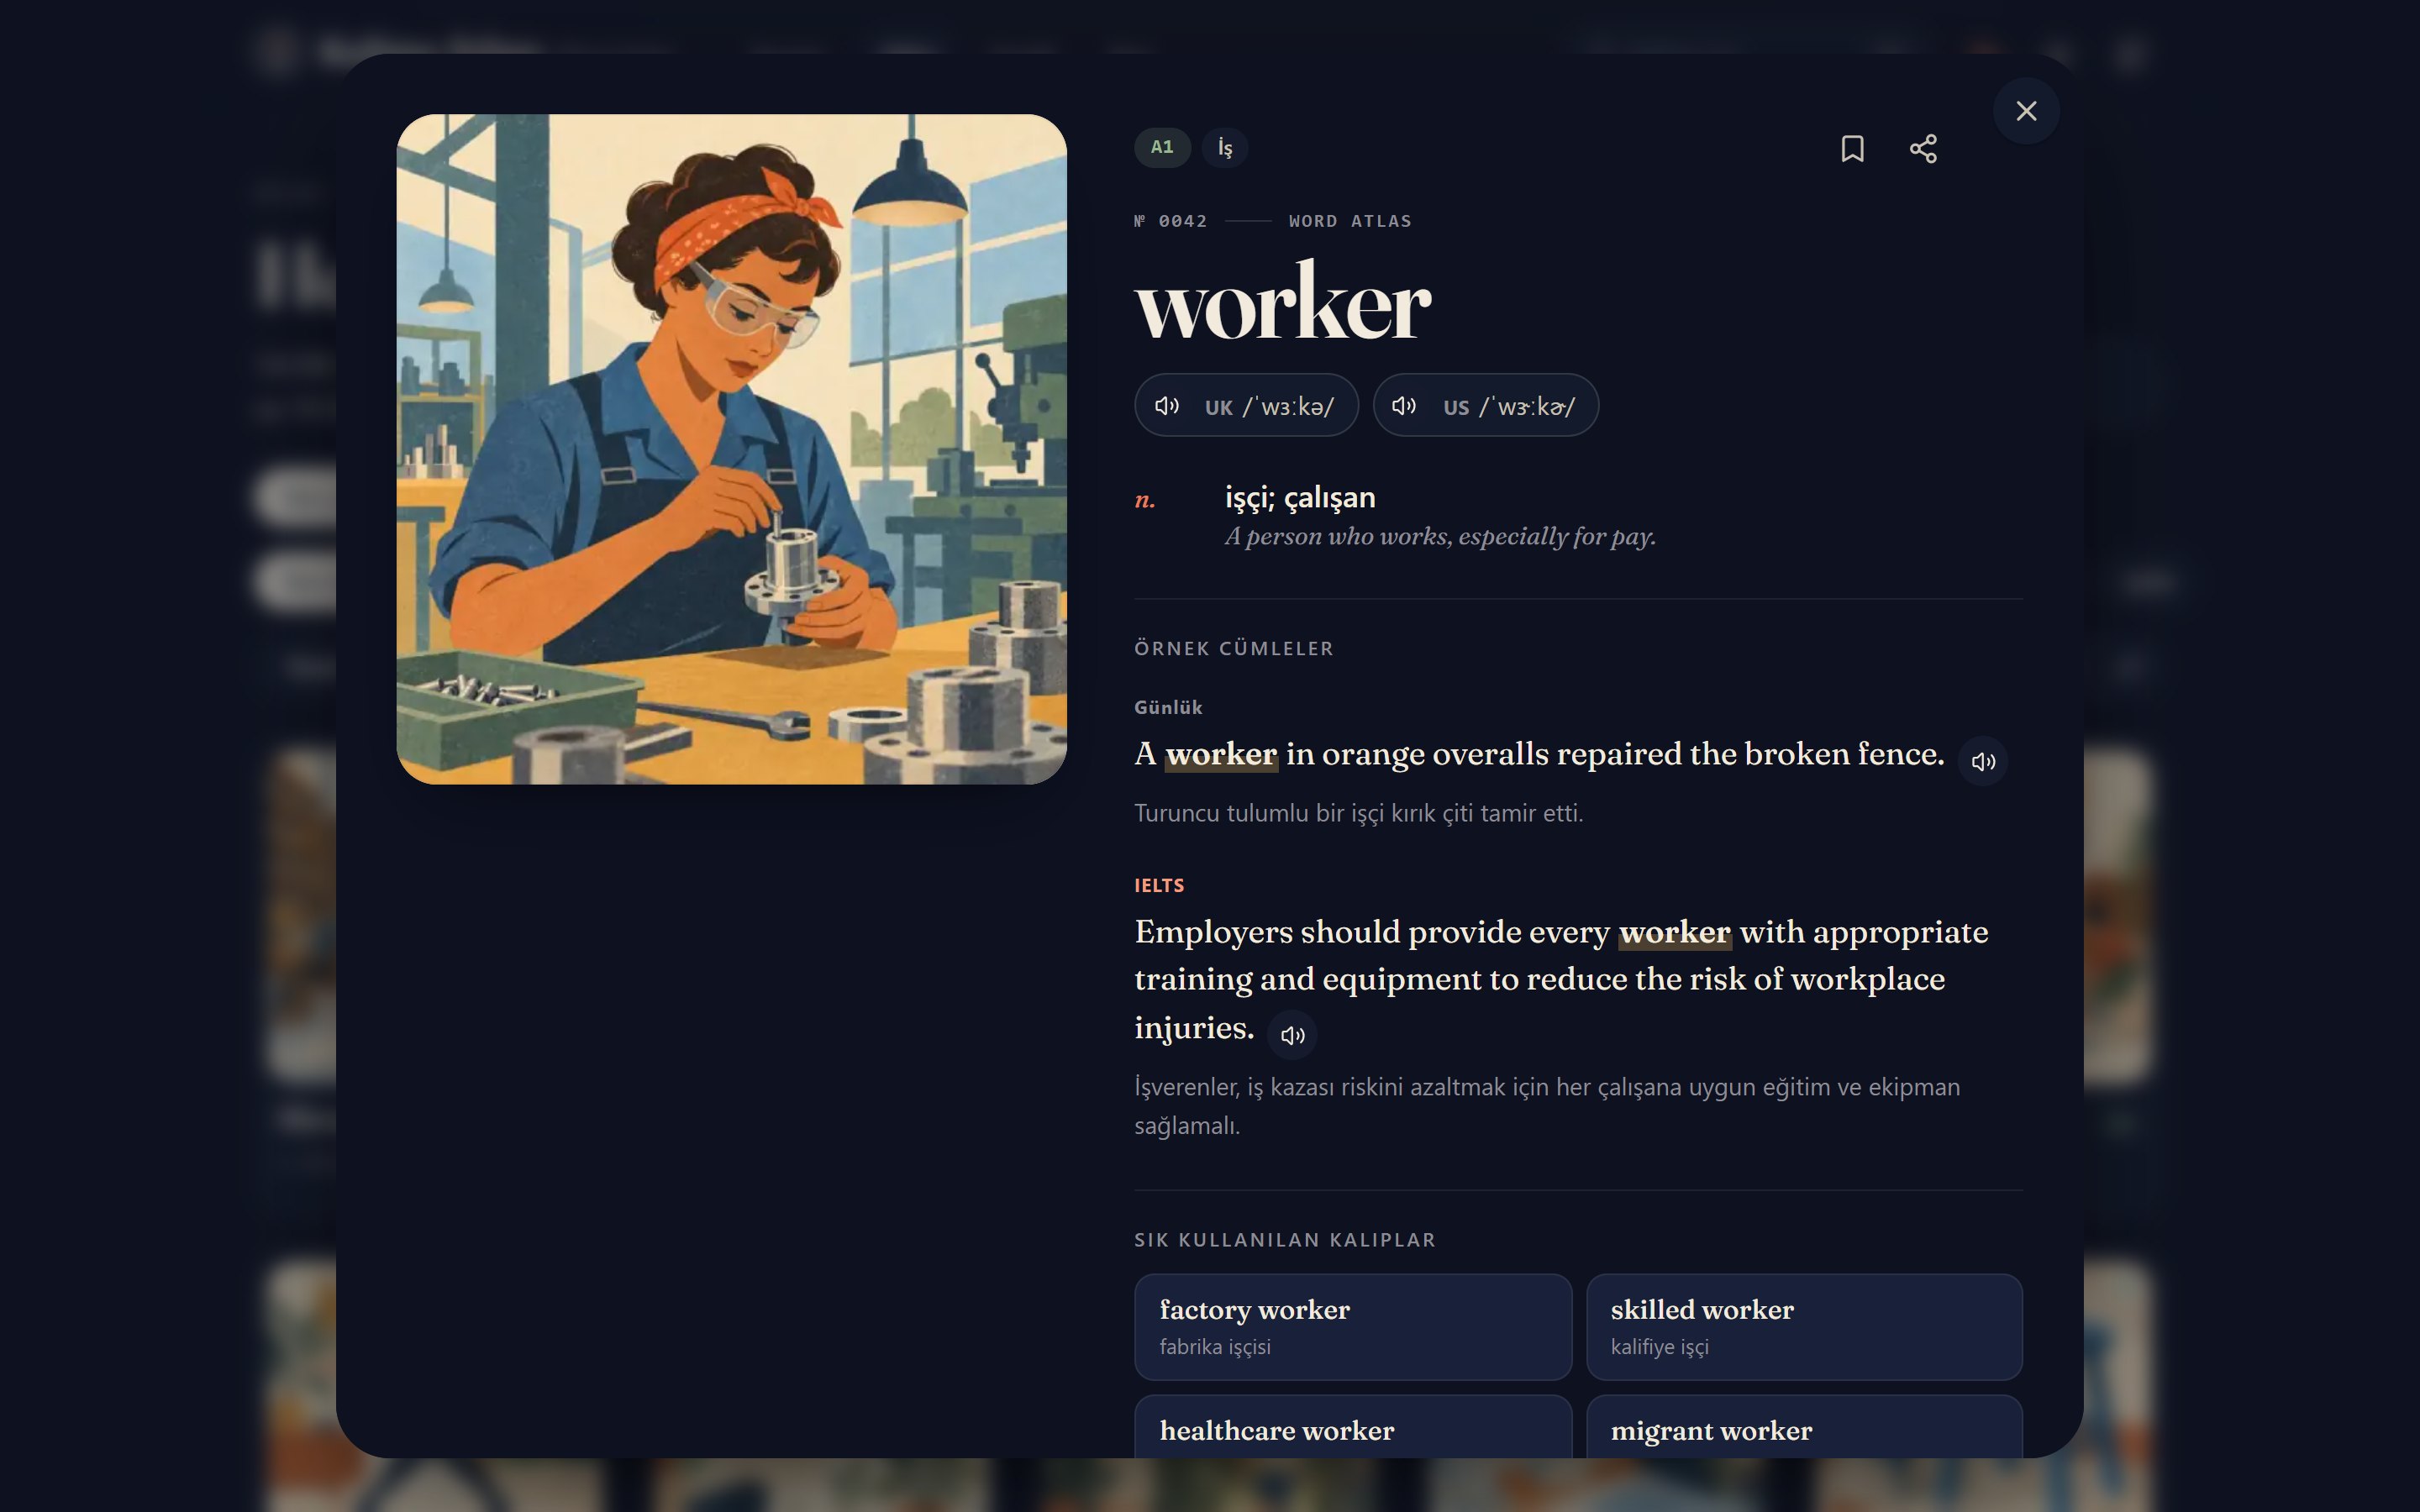 A1 İş
№ 0042 WORD ATLAS
worker
UK /ˈwɜːkə/ US /ˈwɝːkɚ/
n. işçi; çalışan
A person who works, especially for pay.
ÖRNEK CÜMLELER
Günlük
A worker in orange overalls repaired the broken fence.
Turuncu tulumlu bir işçi kırık çiti tamir etti.
IELTS
Employers should provide every worker with appropriate
training and equipment to reduce the risk of workplace
injuries.
İşverenler, iş kazası riskini azaltmak için her çalışana uygun eğitim ve ekipman
sağlamalı.
SIK KULLANILAN KALIPLAR
factory worker
fabrika işçisi
skilled worker
kalifiye işçi
healthcare worker
migrant worker